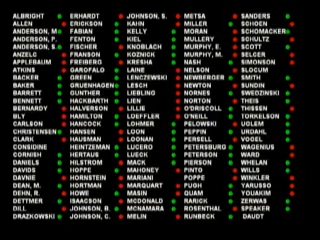 ALBRIGHT ERHARDT JOHNSON, S. METSA SANDERS
ALLEN ERICKSON KAHN MILLER SCHOEN
ANDERSON, M FABIAN KELLY MORAN SCHOMACKER
ANDERSON, P. FENTON KIEL MULLERY SCHULTZ
ANDERSON, S. FISCHER KNOBLACH MURPHY, E. SCOTT
ANZELC FRANSON KOZNICK MURPHY, M. SELCER
APPLEBAUM FREIBERG KRESHA NASH SIMONSON
ATKINS GAROFALO LAINE NELSON SLOCUM
BACKER GREEN LENCZEWSKI NEWBERGER SMITH
BAKER GRUENHAGEN LESCH NEWTON SUNDIN
BARRETT GUNTHER LIEBLING NORNES SWEDZINSKI
BENNETT HACKBARTH LIEN NORTON THEIS
BERNARDY HALVERSON LILLIE O'DRISCOLL THISSEN
BLY HAMILTON LOEFFLER O'NEILL TORKELSON
CARLSON HANCOCK LOHMER PELOWSKI UGLEM
CHRISTENSEN HANSEN LOON PEPPIN URDAHL
CLARK HAUSMAN LOONAN PERSELL VOGEL
CONSIDINE HEINTZEMAN LUCERO PETERSBURG WAGENIUS
CORNISH HERTAUS LUECK PETERSON WARD
DANIELS HILSTROM MACK PIERSON WHELAN
DAVIDS HOPPE MAHONEY PINTO WILLS
DAVNIE HORNSTEIN MARIANI POPPE WINKLER
DEAN, M. HORTMAN MARQUART PUGH YARUSSO
DEHN, R. HOWE MASIN QUAM YOUAKIM
DETTMER ISAACSON MCDONALD RARICK ZERWAS
DILL JOHNSON, B. MCNAMARA ROSENTHAL SPEAKER
DRAZKOWSKI JOHNSON, C. MELIN RUNBECK DAUDT